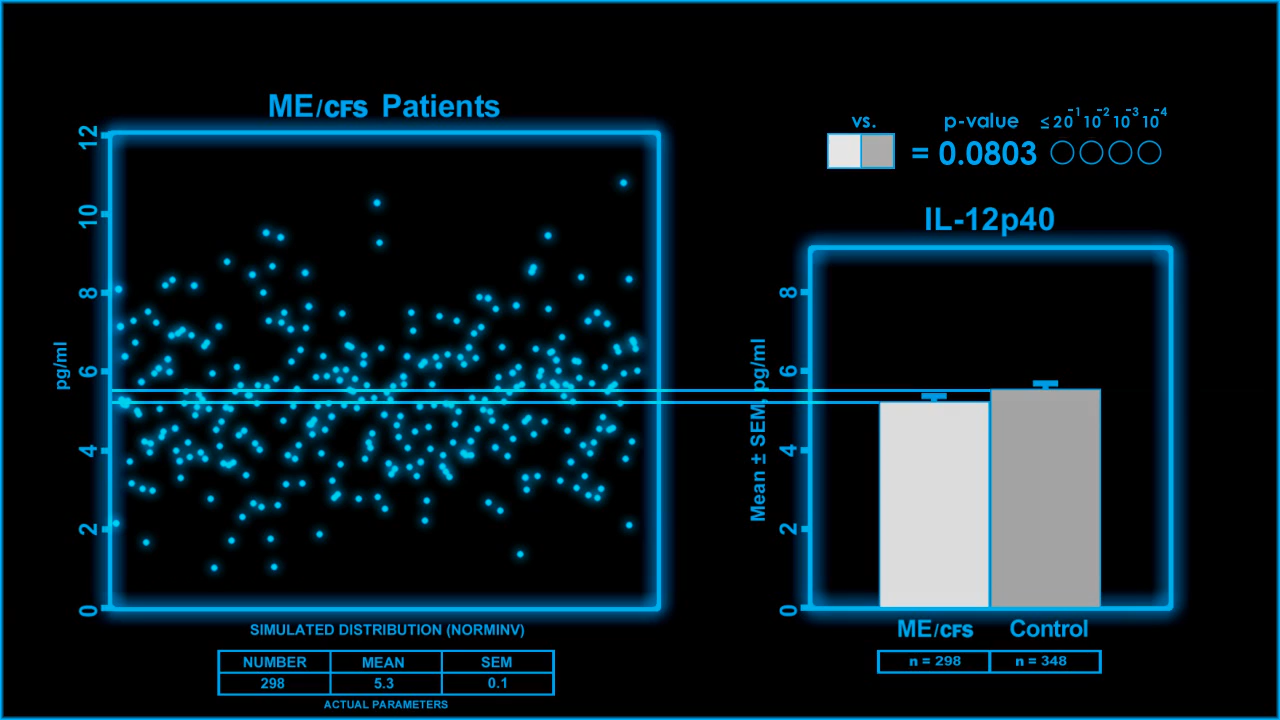 ME/CFS Patients
12
10
8
6
4
2
0
pg/ml
SIMULATED DISTRIBUTION (NORMINV)
NUMBER MEAN SEM
298 5.3 0.1
ACTUAL PARAMETERS
vs. p-value ≤20⁻¹ 10⁻² 10⁻³ 10⁻⁴
= 0.0803
IL-12p40
8
6
4
2
0
Mean ± SEM, pg/ml
ME/CFS Control
n = 298 n = 348